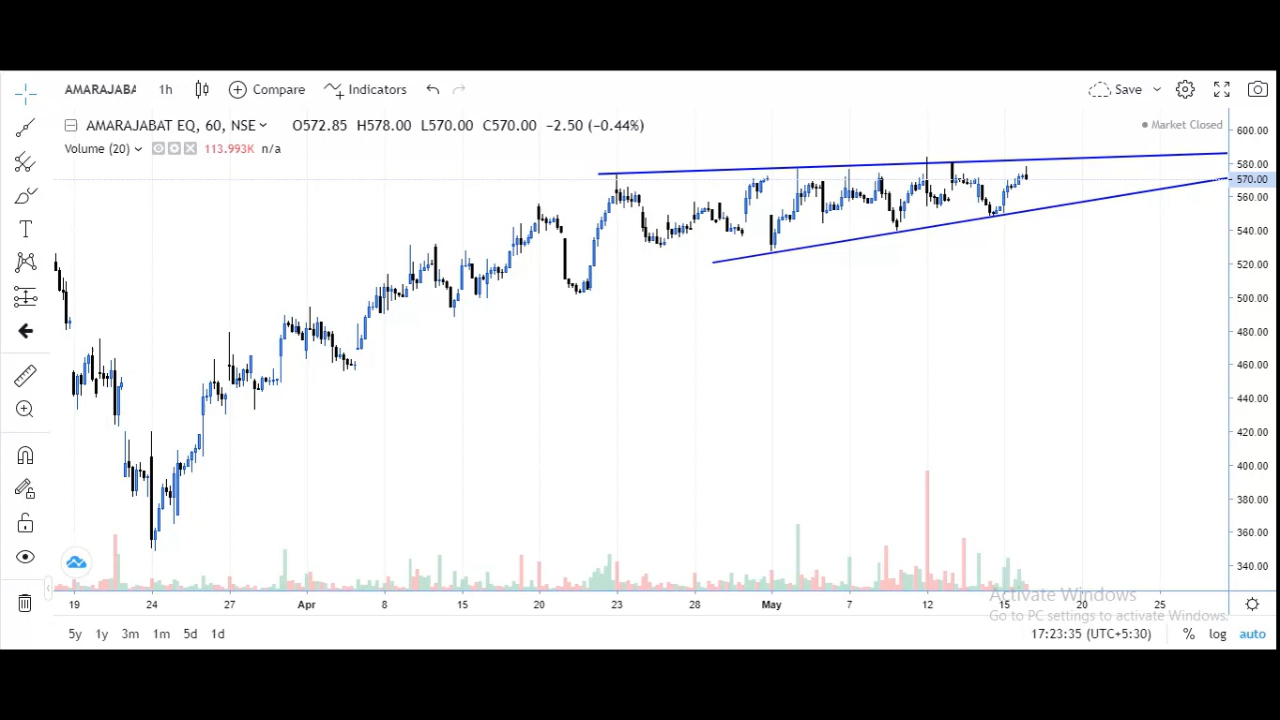 AMARAJABA 1h Compare Indicators Save
AMARAJABAT EQ, 60, NSE O572.85 H578.00 L570.00 C570.00 −2.50 (−0.44%)
Market Closed
Volume (20) 113.993K n/a
600.00
580.00
570.00
560.00
540.00
520.00
500.00
480.00
460.00
440.00
420.00
400.00
380.00
360.00
340.00
19 24 27 Apr 8 15 20 23 28 May 7 12 15 20 25
Activate Windows
Go to PC settings to activate Windows.
5y 1y 3m 1m 5d 1d 17:23:35 (UTC+5:30) % log auto